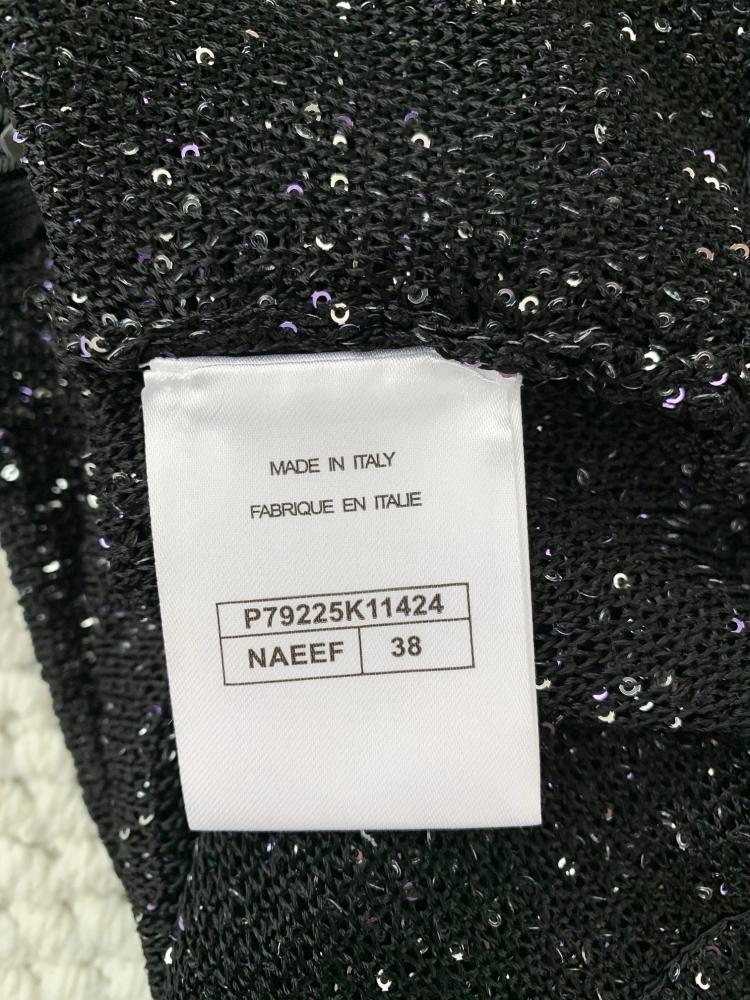 MADE IN ITALY
FABRIQUE EN ITALIE
P79225K11424
NAEEF 38